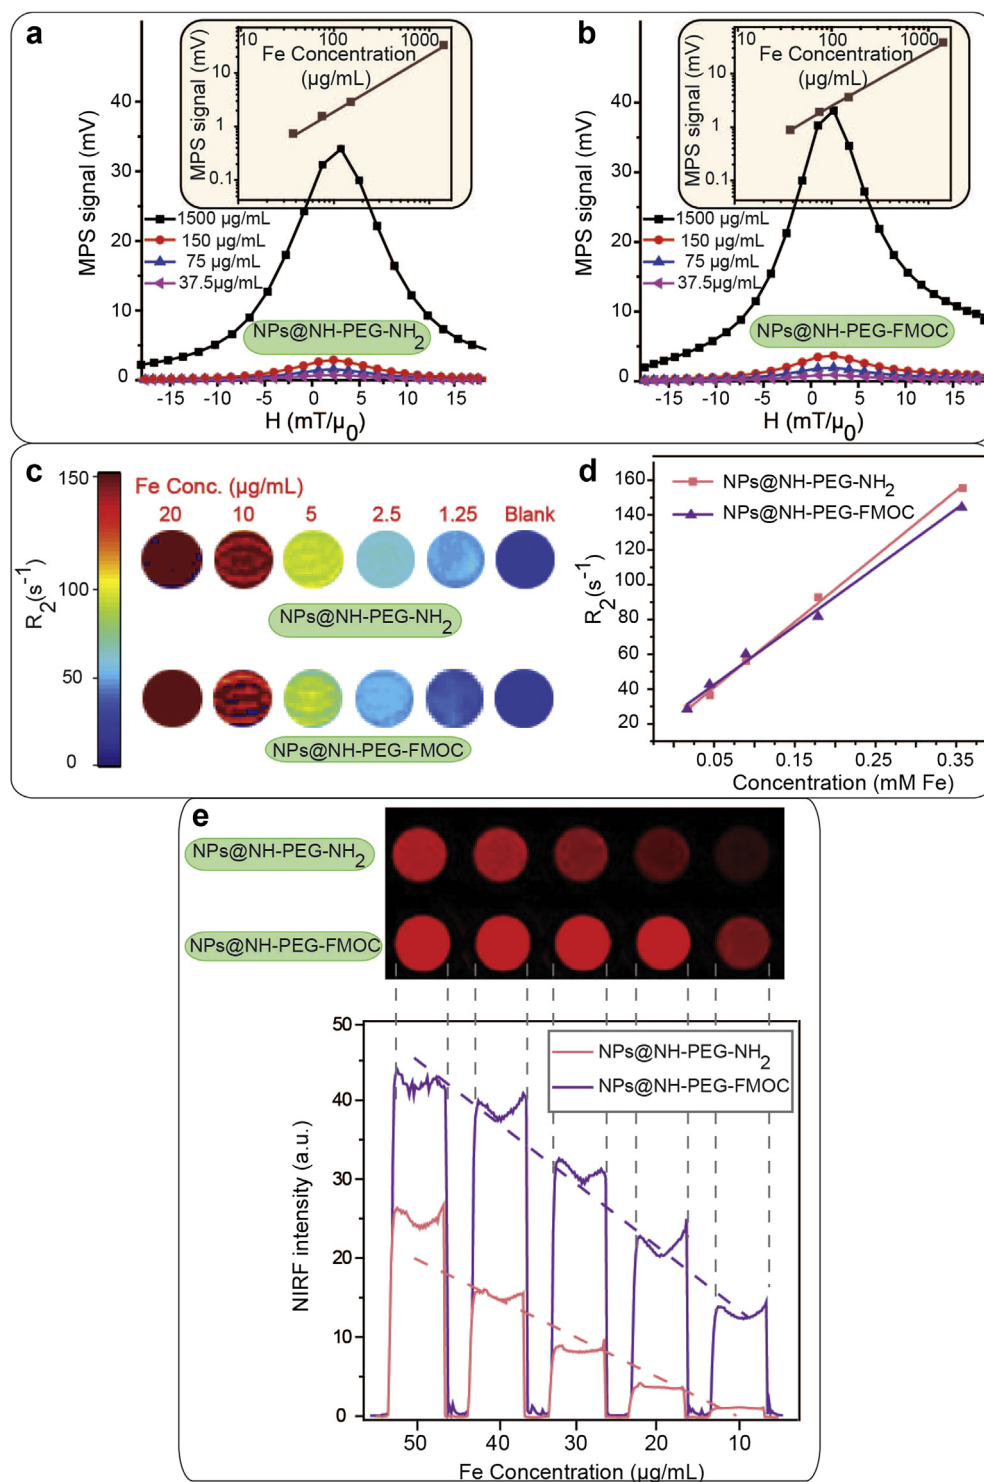 a
10 100 1000
Fe Concentration
(µg/mL)
MPS signal (mV)
10
1
0.1
MPS signal (mV)
40
30
20
10
0
1500 µg/mL
150 µg/mL
75 µg/mL
37.5µg/mL
NPs@NH-PEG-NH2
-15 -10 -5 0 5 10 15
H (mT/µ0)
b
10 100 1000
Fe Concentration
(µg/mL)
MPS signal (mV)
10
1
0.1
MPS signal (mV)
40
30
20
10
0
1500 µg/mL
150 µg/mL
75 µg/mL
37.5µg/mL
NPs@NH-PEG-FMOC
-15 -10 -5 0 5 10 15
H (mT/µ0)
c
150
100
50
0
R2(s-1)
Fe Conc. (µg/mL)
20 10 5 2.5 1.25 Blank
NPs@NH-PEG-NH2
NPs@NH-PEG-FMOC
d
160
140
120
100
80
60
40
20
R2(s-1)
NPs@NH-PEG-NH2
NPs@NH-PEG-FMOC
0.05 0.15 0.25 0.35
Concentration (mM Fe)
e
NPs@NH-PEG-NH2
NPs@NH-PEG-FMOC
50
40
30
20
10
0
NIRF intensity (a.u.)
NPs@NH-PEG-NH2
NPs@NH-PEG-FMOC
50 40 30 20 10
Fe Concentration (µg/mL)